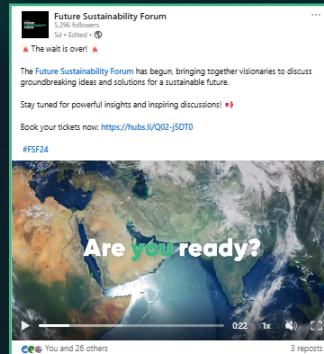 Future Sustainability Forum
5,296 followers
5d • Edited •
The wait is over!
The Future Sustainability Forum has begun, bringing together visionaries to discuss
groundbreaking ideas and solutions for a sustainable future.
Stay tuned for powerful insights and inspiring discussions!
Book your tickets now: https://hubs.li/Q02-j5DT0
#FSF24
Are you ready?
0:22 1x
You and 26 others 3 reposts